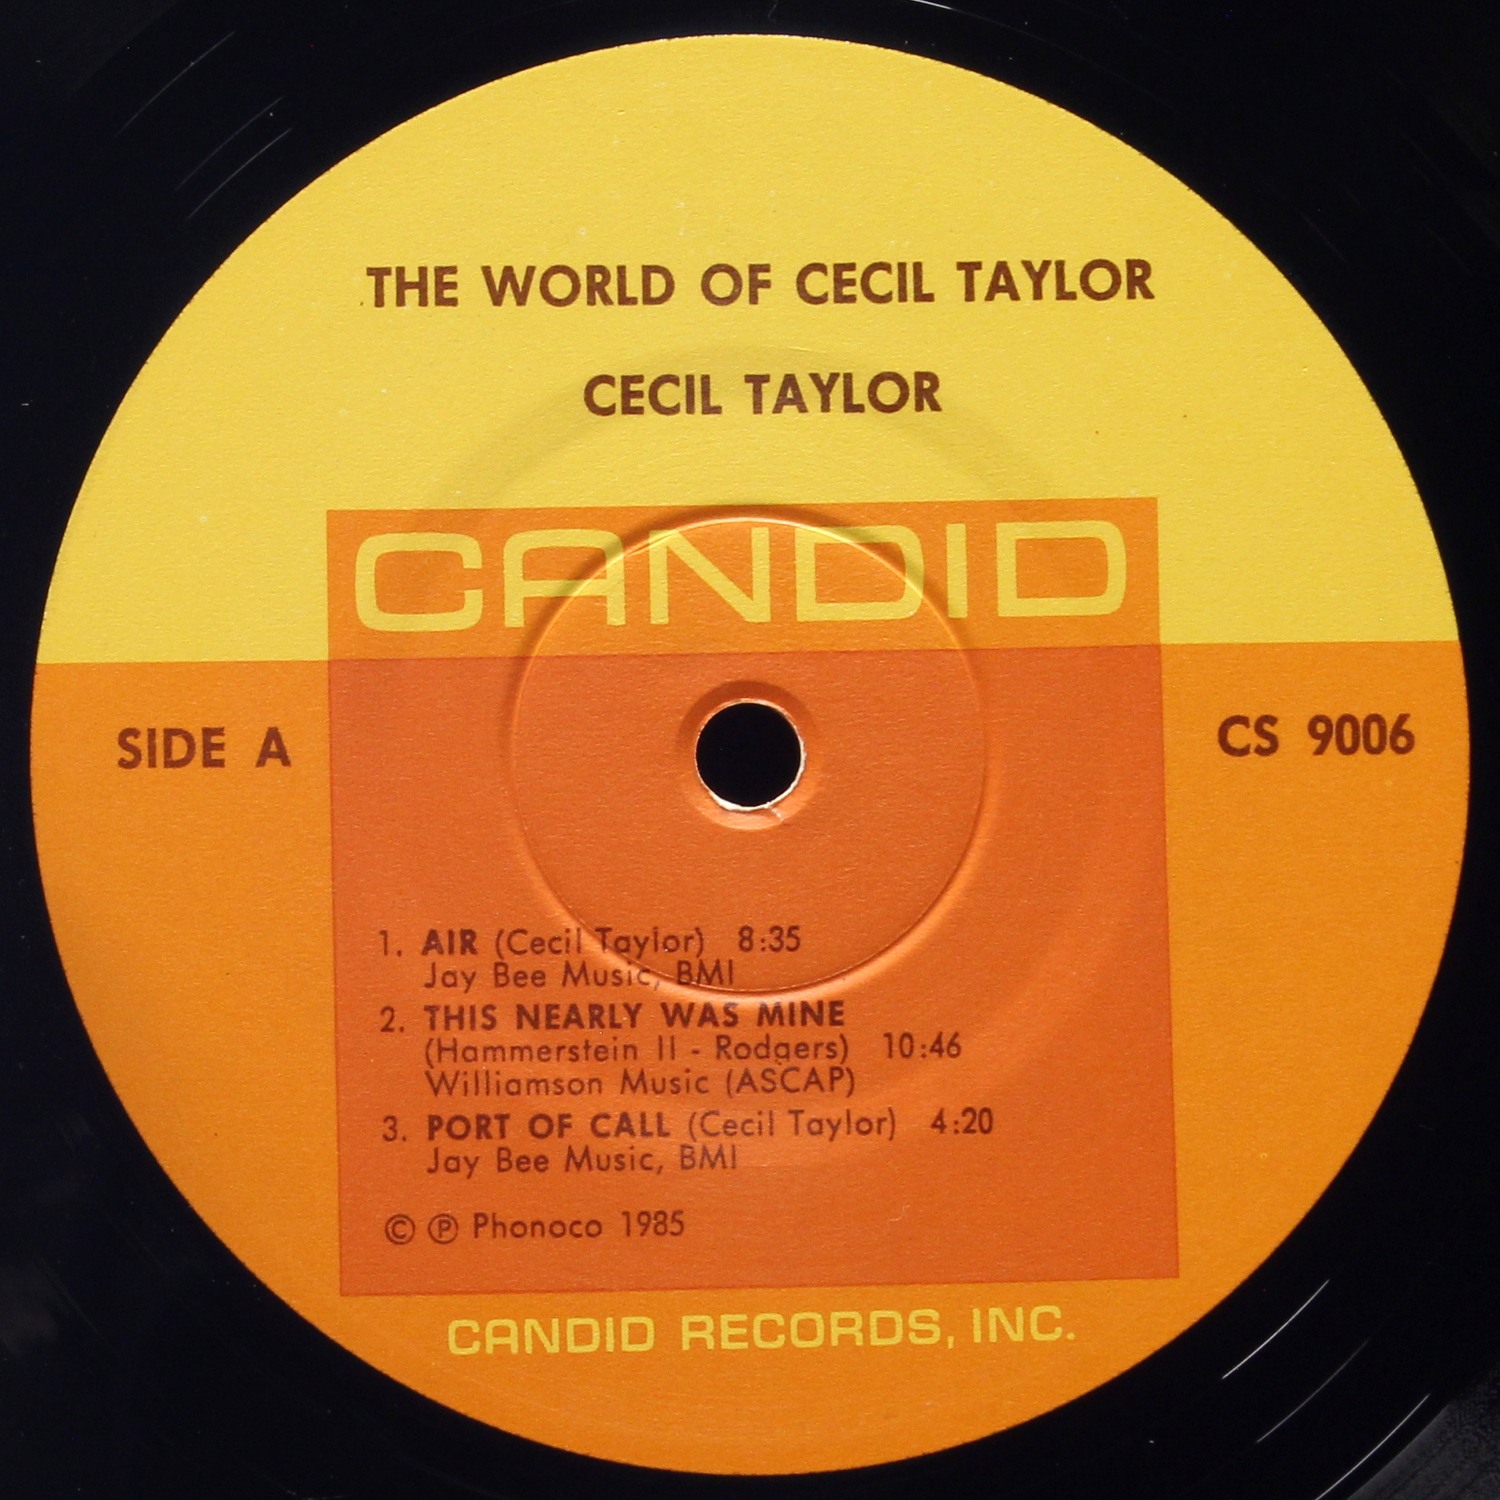 THE WORLD OF CECIL TAYLOR
CECIL TAYLOR
CANDID
SIDE A
CS 9006
1. AIR (Cecil Taylor) 8:35
Jay Bee Music, BMI
2. THIS NEARLY WAS MINE
(Hammerstein II - Rodgers) 10:46
Williamson Music (ASCAP)
3. PORT OF CALL (Cecil Taylor) 4:20
Jay Bee Music, BMI
© ℗ Phonoco 1985
CANDID RECORDS, INC.